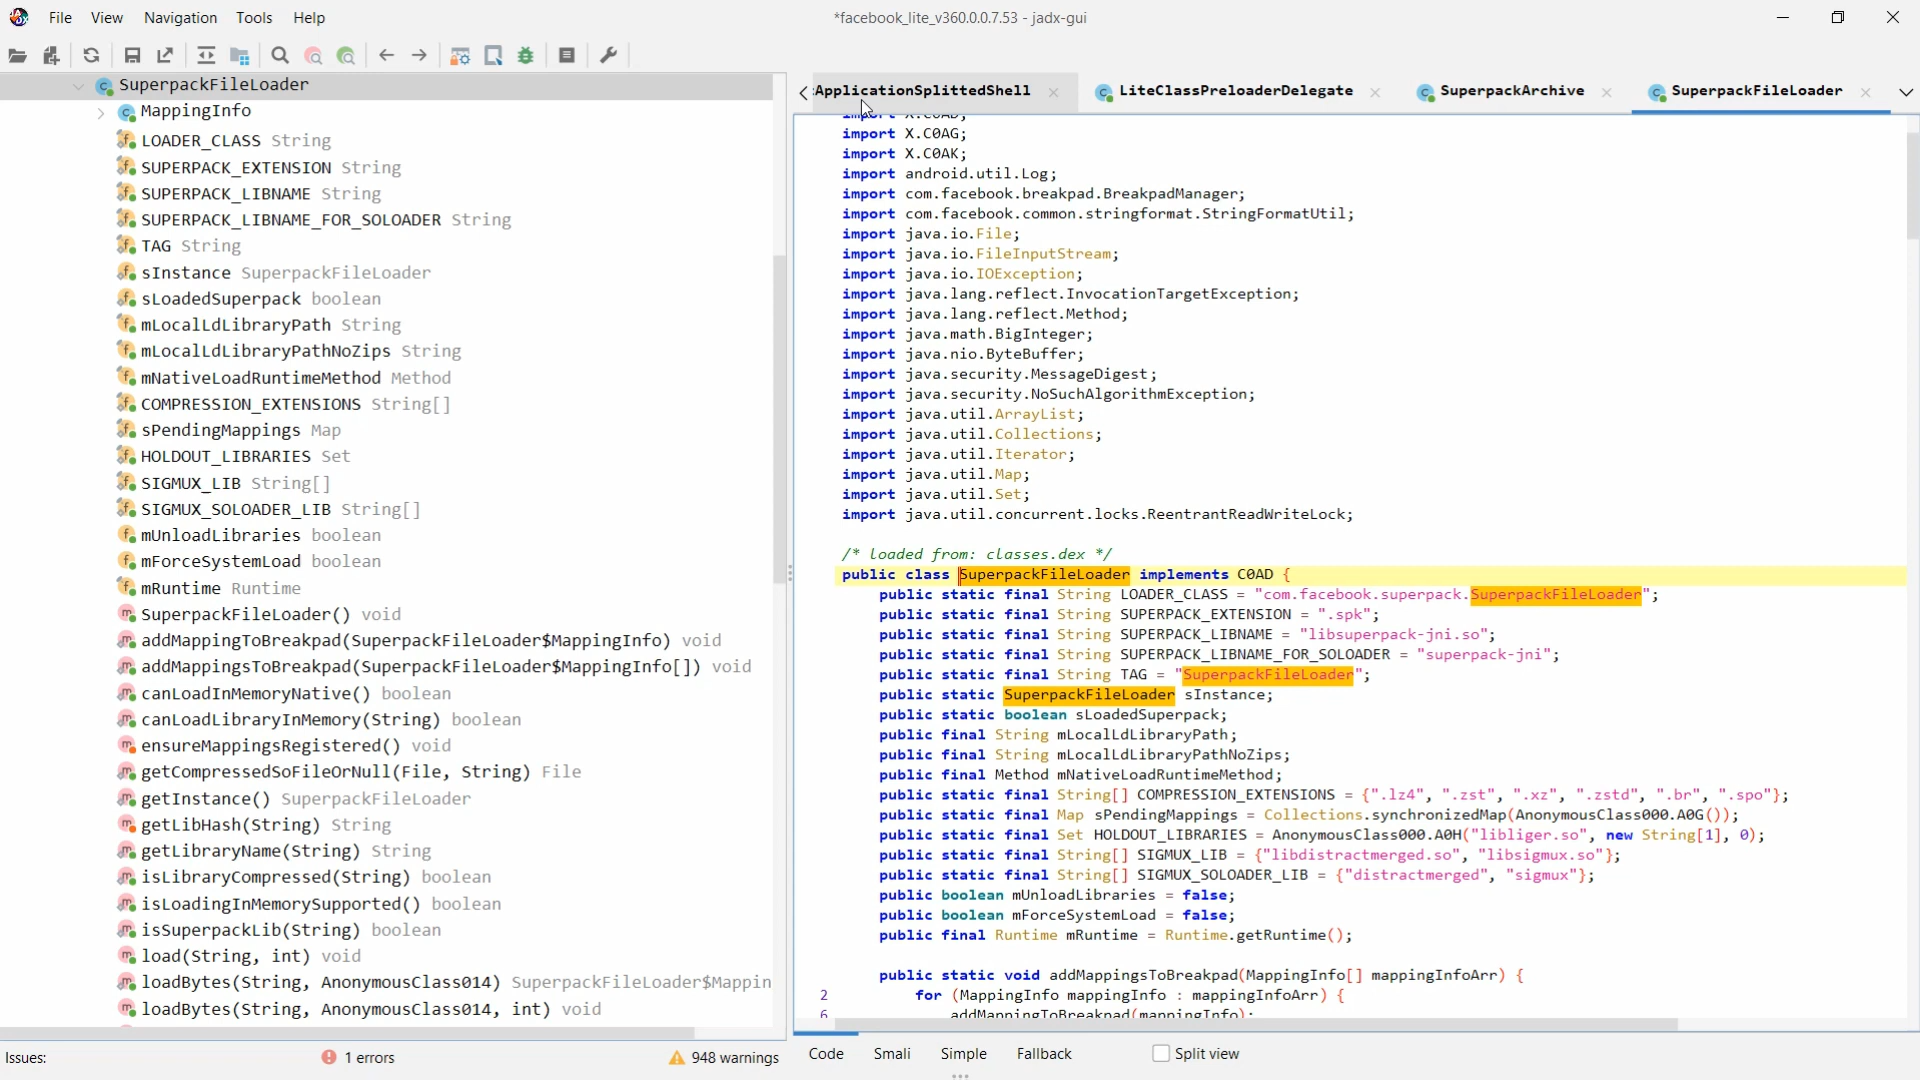 File View Navigation Tools Help
*facebook_lite_v360.0.0.7.53 - jadx-gui
SuperpackFileLoader
MappingInfo
LOADER_CLASS String
SUPERPACK_EXTENSION String
SUPERPACK_LIBNAME String
SUPERPACK_LIBNAME_FOR_SOLOADER String
TAG String
sInstance SuperpackFileLoader
sLoadedSuperpack boolean
mLocalLdLibraryPath String
mLocalLdLibraryPathNoZips String
mNativeLoadRuntimeMethod Method
COMPRESSION_EXTENSIONS String[]
sPendingMappings Map
HOLDOUT_LIBRARIES Set
SIGMUX_LIB String[]
SIGMUX_SOLOADER_LIB String[]
mUnloadLibraries boolean
mForceSystemLoad boolean
mRuntime Runtime
SuperpackFileLoader() void
addMappingToBreakpad(SuperpackFileLoader$MappingInfo) void
addMappingsToBreakpad(SuperpackFileLoader$MappingInfo[]) void
canLoadInMemoryNative() boolean
canLoadLibraryInMemory(String) boolean
ensureMappingsRegistered() void
getCompressedSoFileOrNull(File, String) File
getInstance() SuperpackFileLoader
getLibHash(String) String
getLibraryName(String) String
isLibraryCompressed(String) boolean
isLoadingInMemorySupported() boolean
isSuperpackLib(String) boolean
load(String, int) void
loadBytes(String, AnonymousClass014) SuperpackFileLoader$Mappin
loadBytes(String, AnonymousClass014, int) void
Issues: 1 errors 948 warnings
ApplicationSplittedShell LiteClassPreloaderDelegate SuperpackArchive SuperpackFileLoader
import X.C0AD;
import X.C0AG;
import X.C0AK;
import android.util.Log;
import com.facebook.breakpad.BreakpadManager;
import com.facebook.common.stringformat.StringFormatUtil;
import java.io.File;
import java.io.FileInputStream;
import java.io.IOException;
import java.lang.reflect.InvocationTargetException;
import java.lang.reflect.Method;
import java.math.BigInteger;
import java.nio.ByteBuffer;
import java.security.MessageDigest;
import java.security.NoSuchAlgorithmException;
import java.util.ArrayList;
import java.util.Collections;
import java.util.Iterator;
import java.util.Map;
import java.util.Set;
import java.util.concurrent.locks.ReentrantReadWriteLock;
/* loaded from: classes.dex */
public class SuperpackFileLoader implements C0AD {
public static final String LOADER_CLASS = "com.facebook.superpack.SuperpackFileLoader";
public static final String SUPERPACK_EXTENSION = ".spk";
public static final String SUPERPACK_LIBNAME = "libsuperpack-jni.so";
public static final String SUPERPACK_LIBNAME_FOR_SOLOADER = "superpack-jni";
public static final String TAG = "SuperpackFileLoader";
public static SuperpackFileLoader sInstance;
public static boolean sLoadedSuperpack;
public final String mLocalLdLibraryPath;
public final String mLocalLdLibraryPathNoZips;
public final Method mNativeLoadRuntimeMethod;
public static final String[] COMPRESSION_EXTENSIONS = {".lz4", ".zst", ".xz", ".zstd", ".br", ".spo"};
public static final Map sPendingMappings = Collections.synchronizedMap(AnonymousClass000.A0G());
public static final Set HOLDOUT_LIBRARIES = AnonymousClass000.A0H("libliger.so", new String[1], 0);
public static final String[] SIGMUX_LIB = {"libdistractmerged.so", "libsigmux.so"};
public static final String[] SIGMUX_SOLOADER_LIB = {"distractmerged", "sigmux"};
public boolean mUnloadLibraries = false;
public boolean mForceSystemLoad = false;
public final Runtime mRuntime = Runtime.getRuntime();
public static void addMappingsToBreakpad(MappingInfo[] mappingInfoArr) {
2 for (MappingInfo mappingInfo : mappingInfoArr) {
6 addMappingToBreakpad(mappingInfo);
Code Smali Simple Fallback Split view